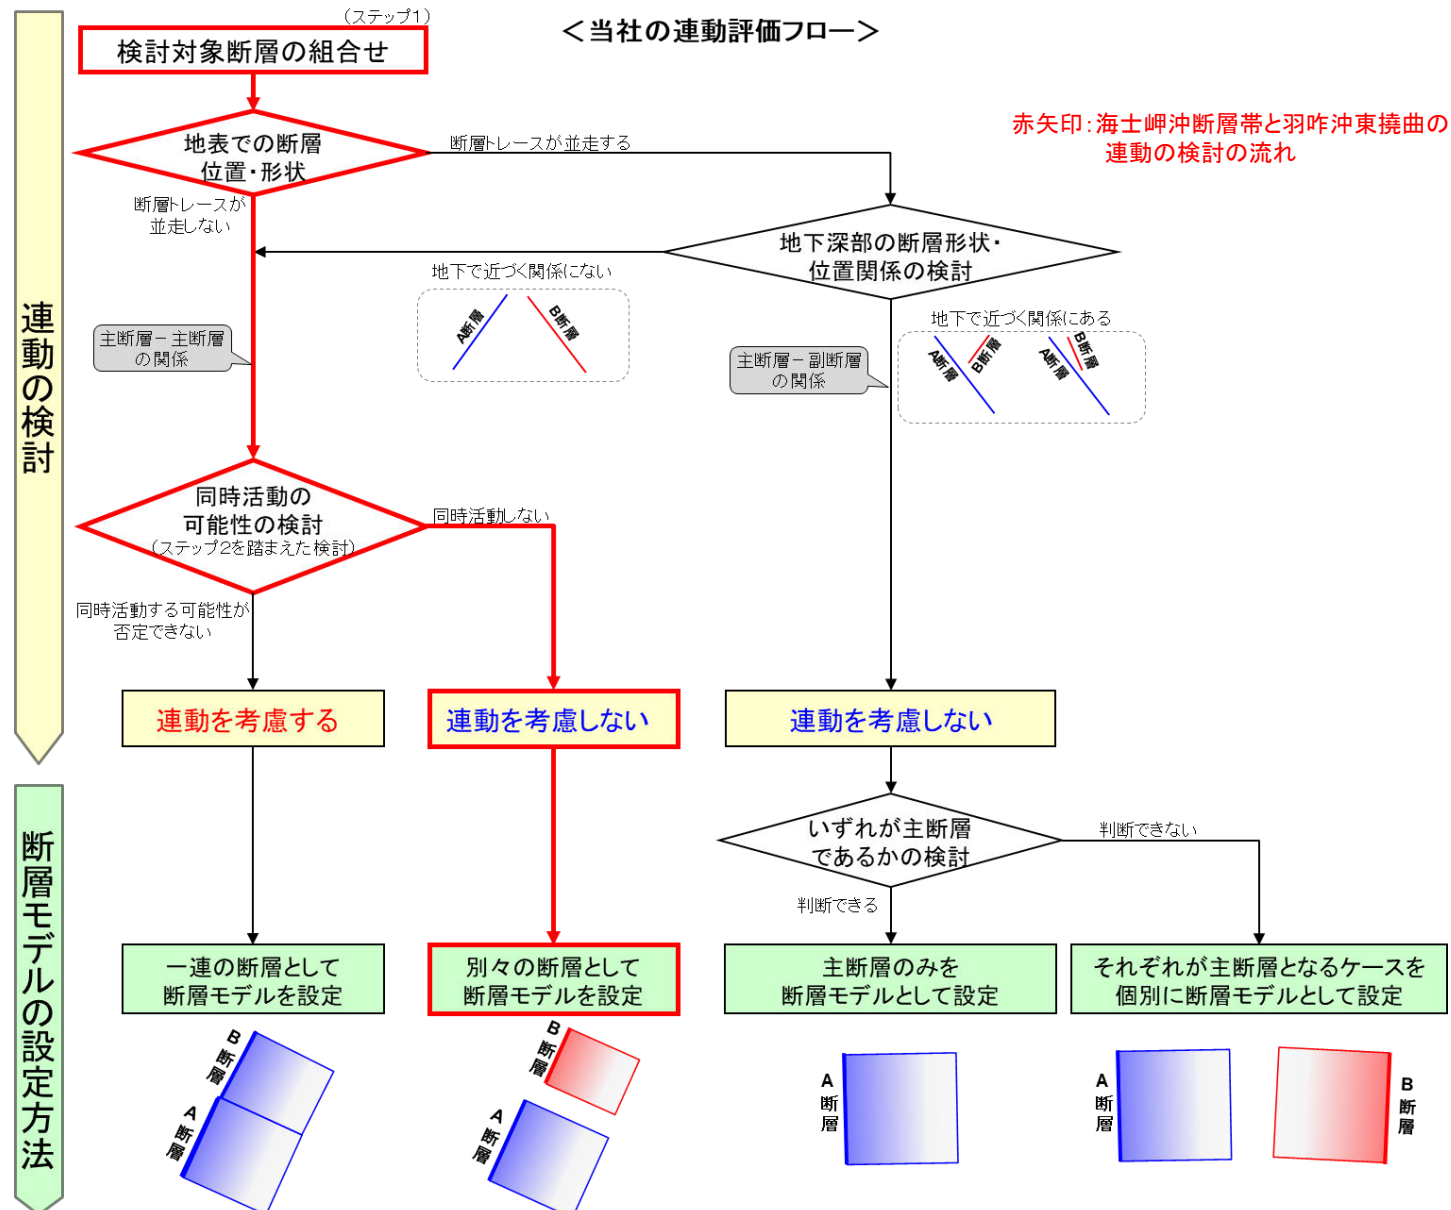 ＜当社の連動評価フロー＞
(ステップ1)
検討対象断層の組合せ
赤矢印：海士岬沖断層帯と羽咋沖東撓曲の
連動の検討の流れ
連動の検討
地表での断層
位置・形状
断層トレースが並走する
断層トレースが
並走しない
地下深部の断層形状・
位置関係の検討
地下で近づく関係にない
A断層
B断層
地下で近づく関係にある
A断層
B断層
A断層
B断層
主断層－主断層
の関係
主断層－副断層
の関係
同時活動の
可能性の検討
(ステップ2を踏まえた検討)
同時活動しない
同時活動する可能性が
否定できない
連動を考慮する
連動を考慮しない
連動を考慮しない
断層モデルの設定方法
いずれが主断層
であるかの検討
判断できない
判断できる
一連の断層として
断層モデルを設定
別々の断層として
断層モデルを設定
主断層のみを
断層モデルとして設定
それぞれが主断層となるケースを
個別に断層モデルとして設定
B断層
A断層
B断層
A断層
A断層
A断層
B断層